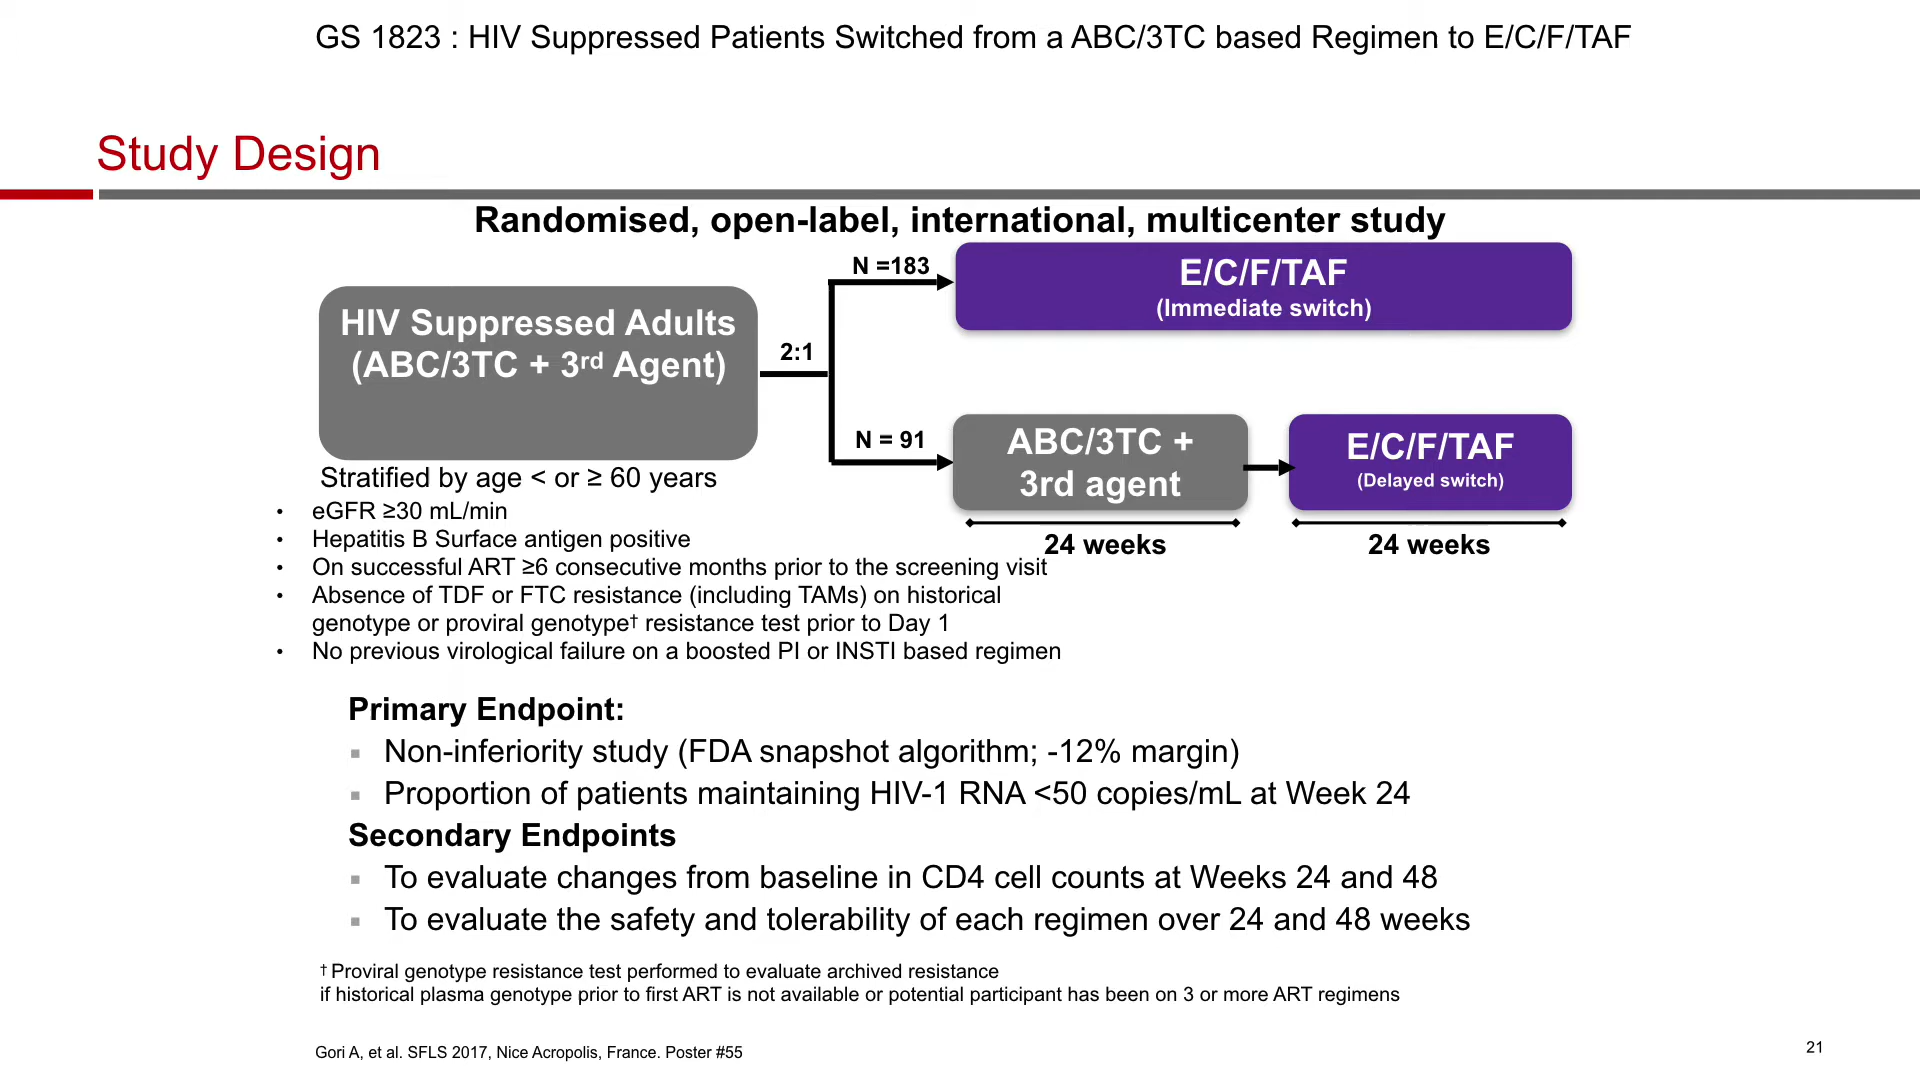 GS 1823 : HIV Suppressed Patients Switched from a ABC/3TC based Regimen to E/C/F/TAF
Study Design
Randomised, open-label, international, multicenter study
HIV Suppressed Adults
(ABC/3TC + 3rd Agent)
2:1
N =183
E/C/F/TAF
(Immediate switch)
N = 91
ABC/3TC +
3rd agent
E/C/F/TAF
(Delayed switch)
24 weeks
24 weeks
Stratified by age < or ≥ 60 years
• eGFR ≥30 mL/min
• Hepatitis B Surface antigen positive
• On successful ART ≥6 consecutive months prior to the screening visit
• Absence of TDF or FTC resistance (including TAMs) on historical
genotype or proviral genotype† resistance test prior to Day 1
• No previous virological failure on a boosted PI or INSTI based regimen
Primary Endpoint:
▪ Non-inferiority study (FDA snapshot algorithm; -12% margin)
▪ Proportion of patients maintaining HIV-1 RNA <50 copies/mL at Week 24
Secondary Endpoints
▪ To evaluate changes from baseline in CD4 cell counts at Weeks 24 and 48
▪ To evaluate the safety and tolerability of each regimen over 24 and 48 weeks
† Proviral genotype resistance test performed to evaluate archived resistance
if historical plasma genotype prior to first ART is not available or potential participant has been on 3 or more ART regimens
Gori A, et al. SFLS 2017, Nice Acropolis, France. Poster #55
21